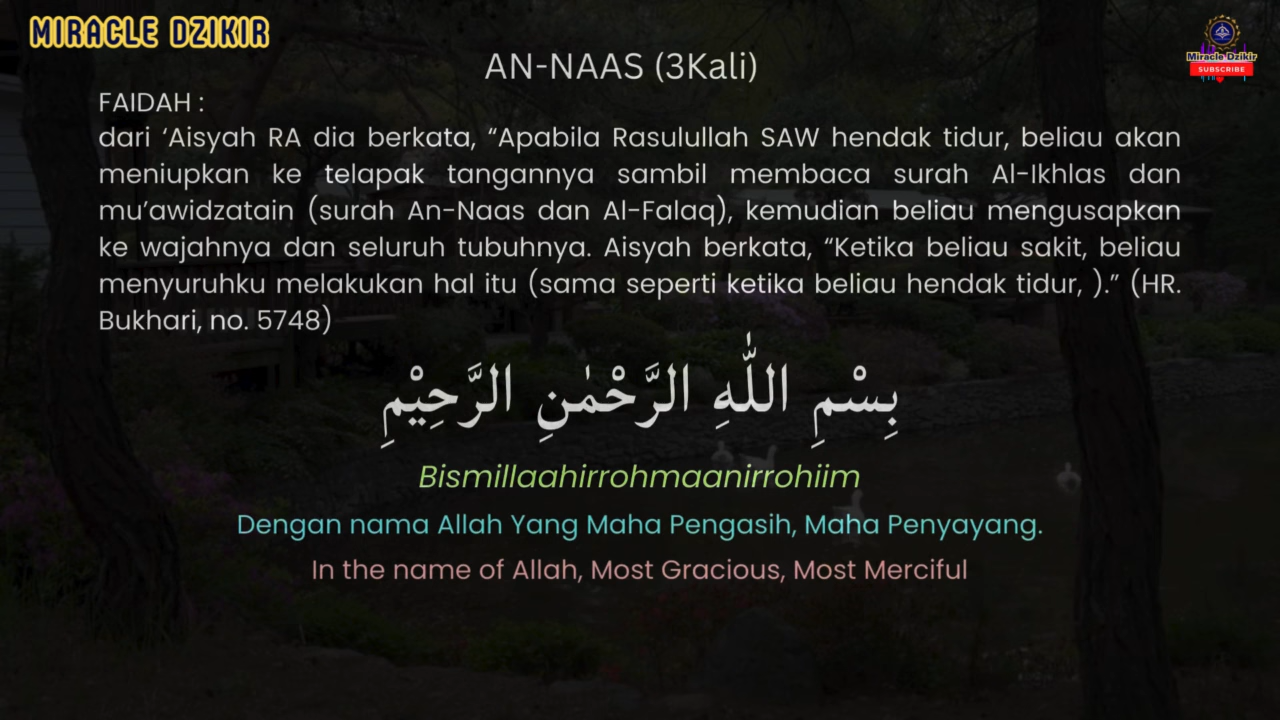 MIRACLE DZIKIR
Miracle Dzikir
SUBSCRIBE
AN-NAAS (3Kali)
FAIDAH :
dari ‘Aisyah RA dia berkata, “Apabila Rasulullah SAW hendak tidur, beliau akan
meniupkan ke telapak tangannya sambil membaca surah Al-Ikhlas dan
mu’awidzatain (surah An-Naas dan Al-Falaq), kemudian beliau mengusapkan
ke wajahnya dan seluruh tubuhnya. Aisyah berkata, “Ketika beliau sakit, beliau
menyuruhku melakukan hal itu (sama seperti ketika beliau hendak tidur, ).” (HR.
Bukhari, no. 5748)
بِسْمِ اللّٰهِ الرَّحْمٰنِ الرَّحِيْمِ
Bismillaahirrohmaanirrohiim
Dengan nama Allah Yang Maha Pengasih, Maha Penyayang.
In the name of Allah, Most Gracious, Most Merciful